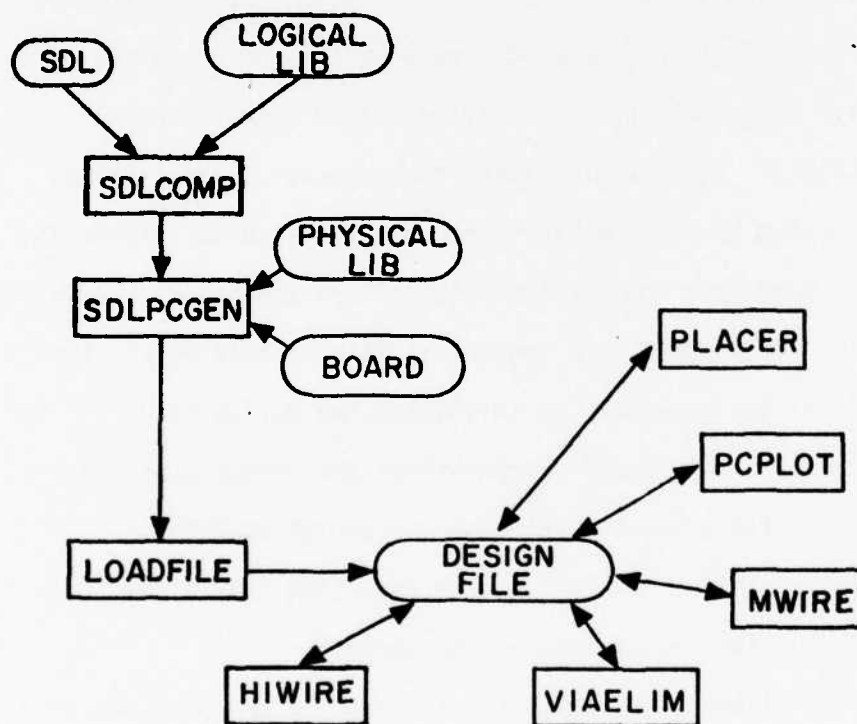 SDL
LOGICAL
LIB
SDLCOMP
PHYSICAL
LIB
SDLPCGEN
BOARD
PLACER
PCPLOT
LOADFILE
DESIGN
FILE
MWIRE
HIWIRE
VIAELIM